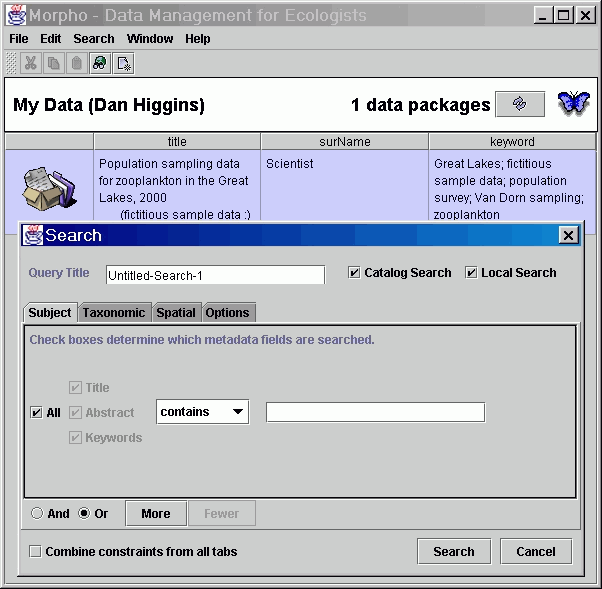 Morpho - Data Management for Ecologists
File Edit Search Window Help
My Data (Dan Higgins) 1 data packages
title surName keyword
Population sampling data
for zooplankton in the Great
Lakes, 2000
(fictitious sample data :)
Scientist
Great Lakes; fictitious
sample data; population
survey; Van Dorn sampling;
zooplankton
Search
Query Title Untitled-Search-1 Catalog Search Local Search
Subject Taxonomic Spatial Options
Check boxes determine which metadata fields are searched.
Title
All Abstract contains
Keywords
And Or More Fewer
Combine constraints from all tabs Search Cancel